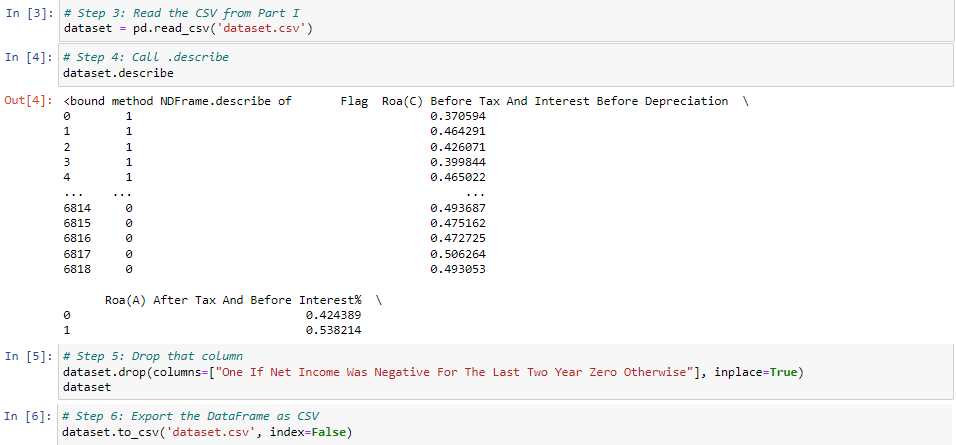 In [3]: # Step 3: Read the CSV from Part I
dataset = pd.read_csv('dataset.csv')
In [4]: # Step 4: Call .describe
dataset.describe
Out[4]: <bound method NDFrame.describe of       Flag  Roa(C) Before Tax And Interest Before Depreciation  \
0 1 0.370594
1 1 0.464291
2 1 0.426071
3 1 0.399844
4 1 0.465022
... ... ...
6814 0 0.493687
6815 0 0.475162
6816 0 0.472725
6817 0 0.506264
6818 0 0.493053
Roa(A) After Tax And Before Interest%  \
0 0.424389
1 0.538214
In [5]: # Step 5: Drop that column
dataset.drop(columns=["One If Net Income Was Negative For The Last Two Year Zero Otherwise"], inplace=True)
dataset
In [6]: # Step 6: Export the DataFrame as CSV
dataset.to_csv('dataset.csv', index=False)